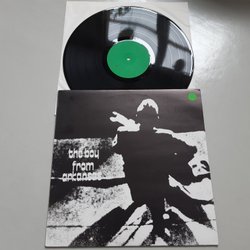 the boy
from
arkansas